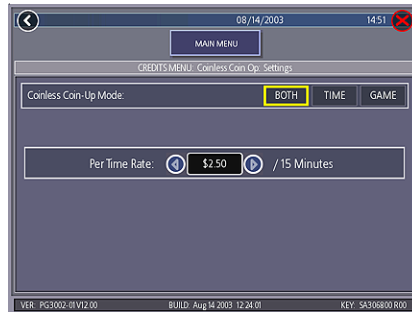 08/14/2003 14:51
MAIN MENU
CREDITS MENU: Coinless Coin Op: Settings
Coinless Coin-Up Mode: BOTH TIME GAME
Per Time Rate: $2.50 / 15 Minutes
VER: PG3002-01V12.00 BUILD: Aug 14 2003 12:24:01 KEY: SA306800 R00